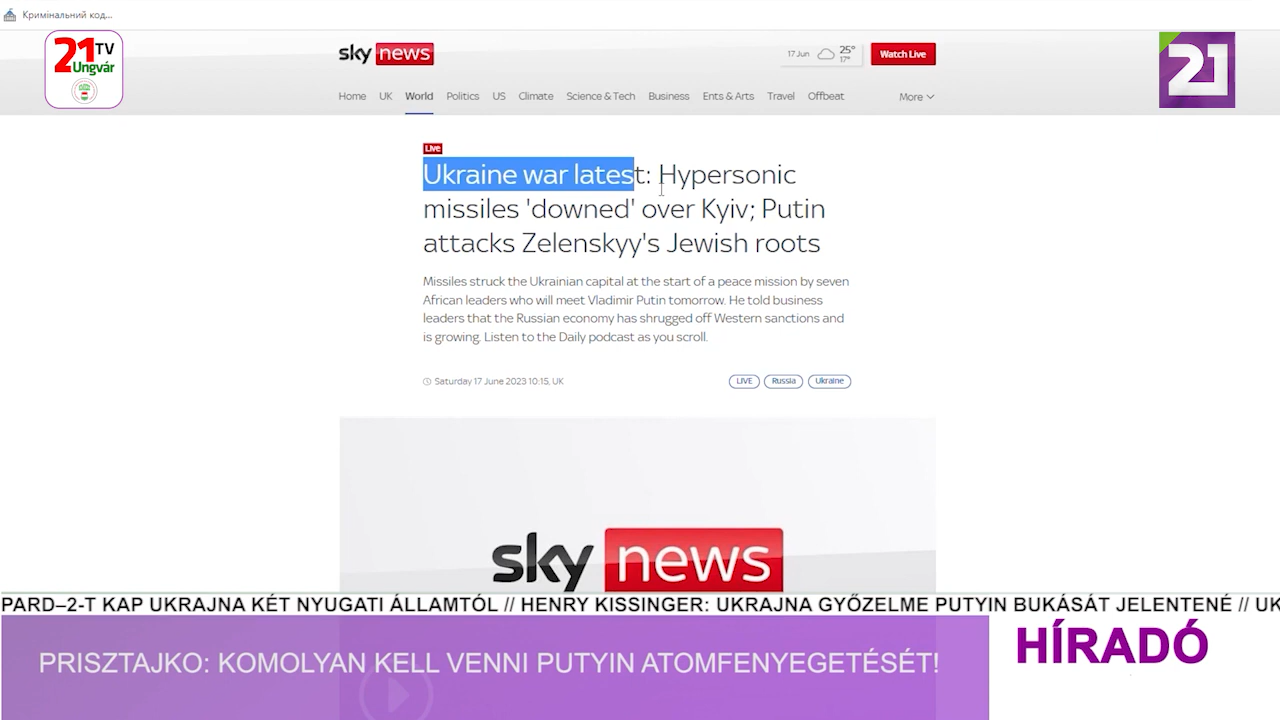 Кримінальний код...
21 TV
Ungvár
sky news
17 Jun
25°
17°
Watch Live
21
Home UK World Politics US Climate Science & Tech Business Ents & Arts Travel Offbeat More
Live
Ukraine war latest: Hypersonic
missiles 'downed' over Kyiv; Putin
attacks Zelenskyy's Jewish roots
Missiles struck the Ukrainian capital at the start of a peace mission by seven
African leaders who will meet Vladimir Putin tomorrow. He told business
leaders that the Russian economy has shrugged off Western sanctions and
is growing. Listen to the Daily podcast as you scroll.
Saturday 17 June 2023 10:15, UK
LIVE Russia Ukraine
sky news
PARD–2-T KAP UKRAJNA KÉT NYUGATI ÁLLAMTÓL // HENRY KISSINGER: UKRAJNA GYŐZELME PUTYIN BUKÁSÁT JELENTENÉ // UK
PRISZTAJKO: KOMOLYAN KELL VENNI PUTYIN ATOMFENYEGETÉSÉT!
HÍRADÓ